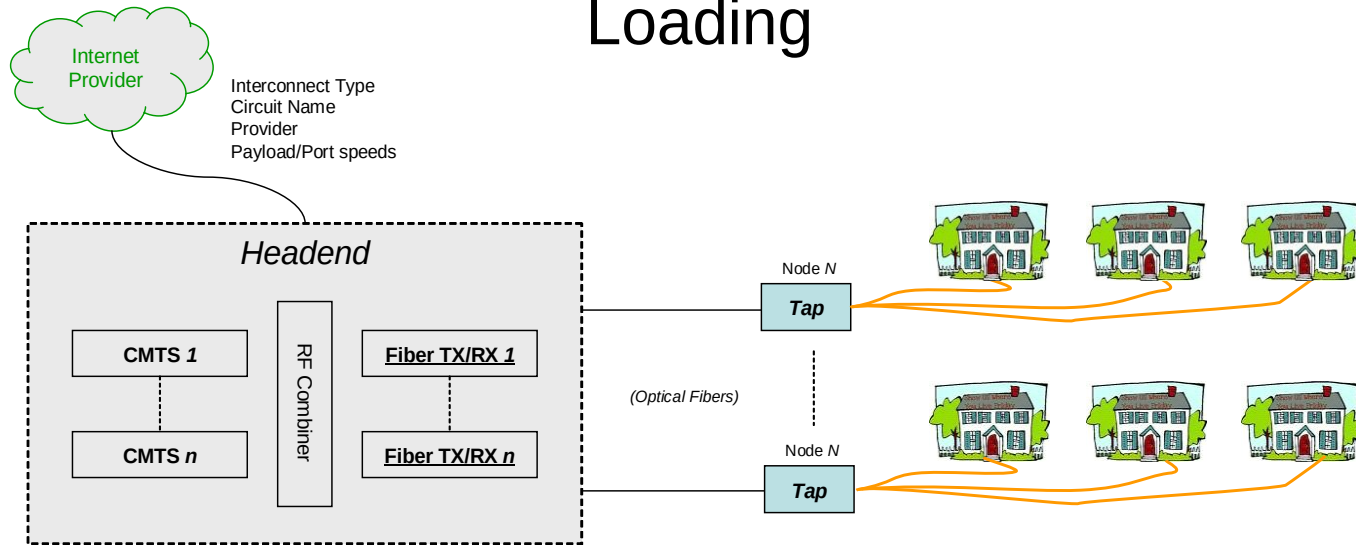 Loading
Internet
Provider
Interconnect Type
Circuit Name
Provider
Payload/Port speeds
Headend
CMTS 1
CMTS n
RF Combiner
Fiber TX/RX 1
Fiber TX/RX n
(Optical Fibers)
Node N
Tap
Node N
Tap